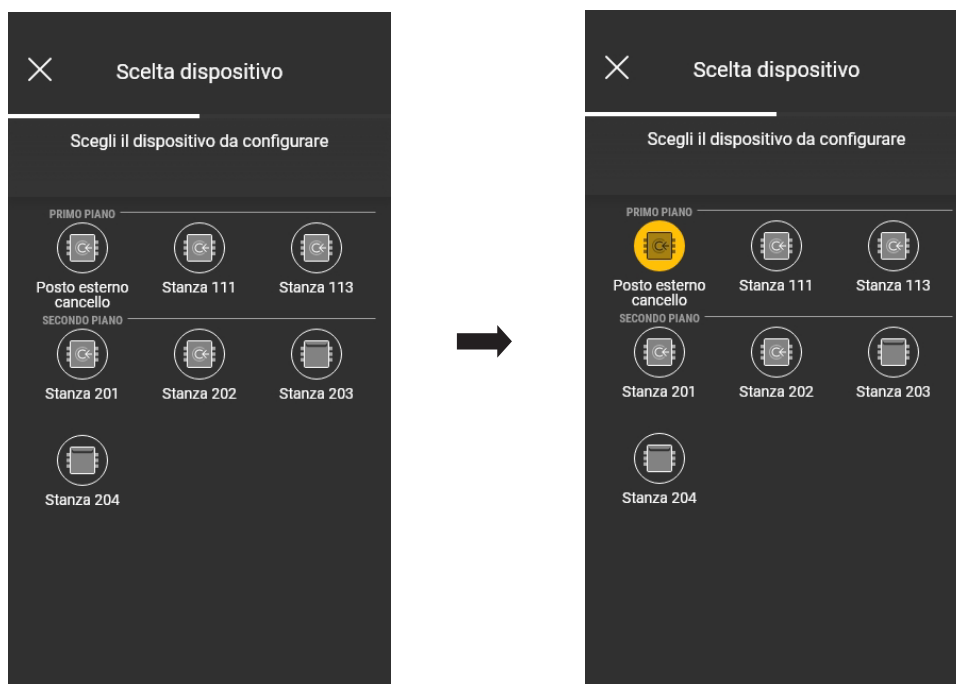 Scelta dispositivo
Scegli il dispositivo da configurare
PRIMO PIANO
Posto esterno
cancello
Stanza 111
Stanza 113
SECONDO PIANO
Stanza 201
Stanza 202
Stanza 203
Stanza 204
Scelta dispositivo
Scegli il dispositivo da configurare
PRIMO PIANO
Posto esterno
cancello
Stanza 111
Stanza 113
SECONDO PIANO
Stanza 201
Stanza 202
Stanza 203
Stanza 204